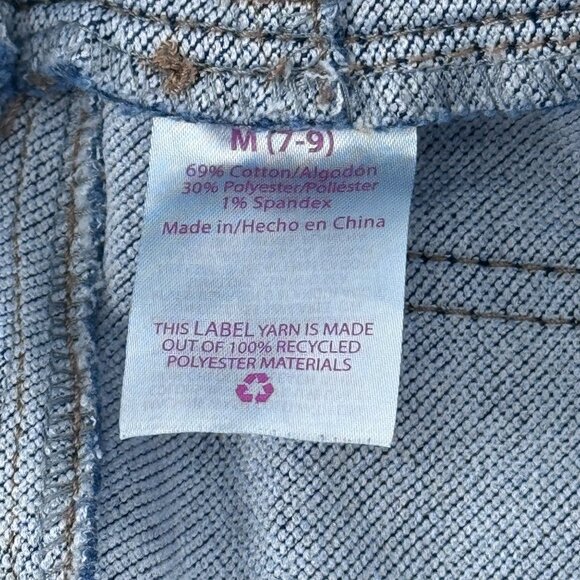 M (7-9)
69% Cotton/Algodón
30% Polyester/Poliéster
1% Spandex
Made in/Hecho en China
THIS LABEL YARN IS MADE
OUT OF 100% RECYCLED
POLYESTER MATERIALS